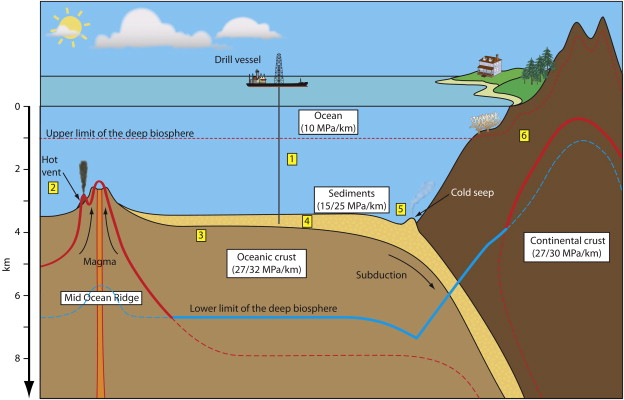 Drill vessel
0
Ocean
(10 MPa/km)
Upper limit of the deep biosphere
6
1
Hot
vent
2
2
Sediments
(15/25 MPa/km)
Cold seep
5
4
4
3
Oceanic crust
(27/32 MPa/km)
Continental crust
(27/30 MPa/km)
Magma
km
Subduction
6
Mid Ocean Ridge
Lower limit of the deep biosphere
8